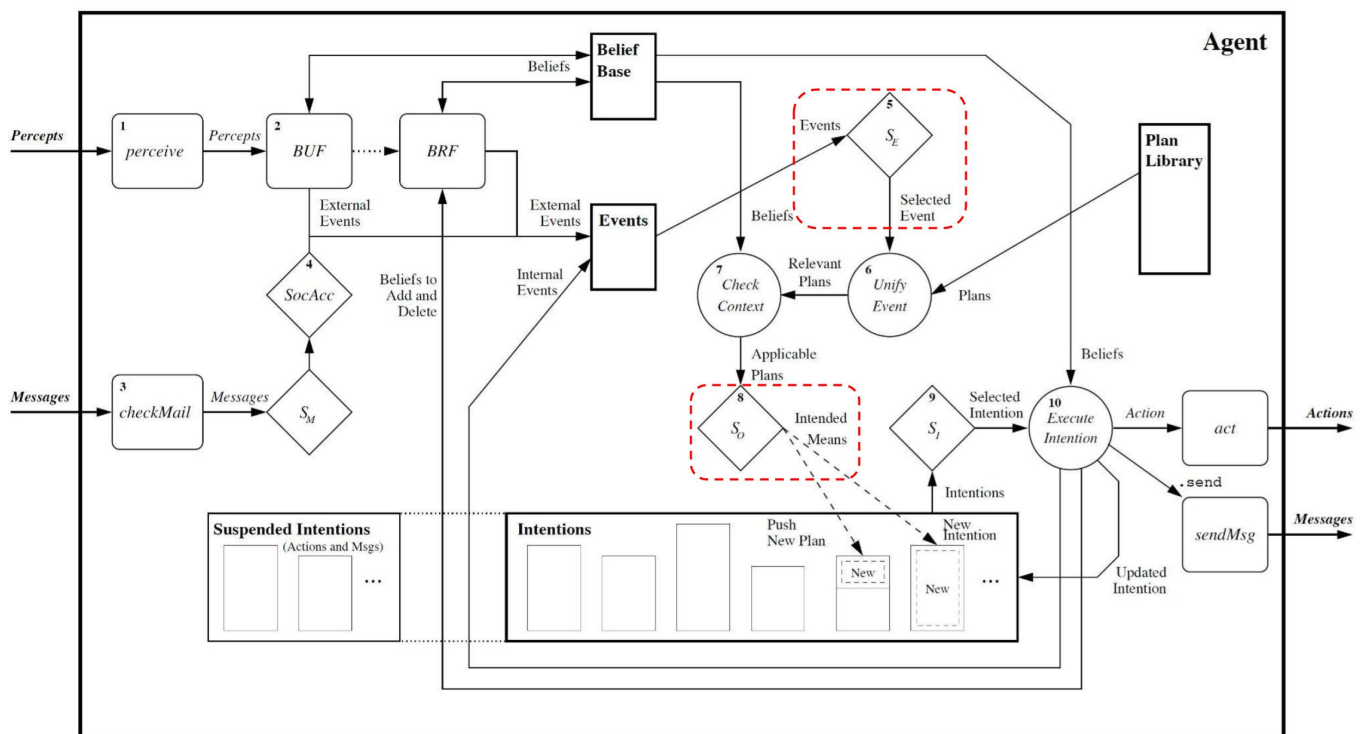 Agent
Belief
Base
Beliefs
5
S_E
Events
Percepts
1
perceive
Percepts
2
BUF
BRF
Plan
Library
External
Events
External
Events
Events
Selected
Event
Beliefs
4
SocAcc
Beliefs to
Add and
Delete
Internal
Events
7
Check
Context
Relevant
Plans
6
Unify
Event
Plans
Applicable
Plans
Beliefs
Messages
3
checkMail
Messages
S_M
8
S_O
Intended
Means
9
S_I
Selected
Intention
10
Execute
Intention
Action
act
Actions
.send
Intentions
Suspended Intentions
(Actions and Msgs)
...
Intentions
Push
New Plan
New
Intention
New
New
...
Updated
Intention
sendMsg
Messages